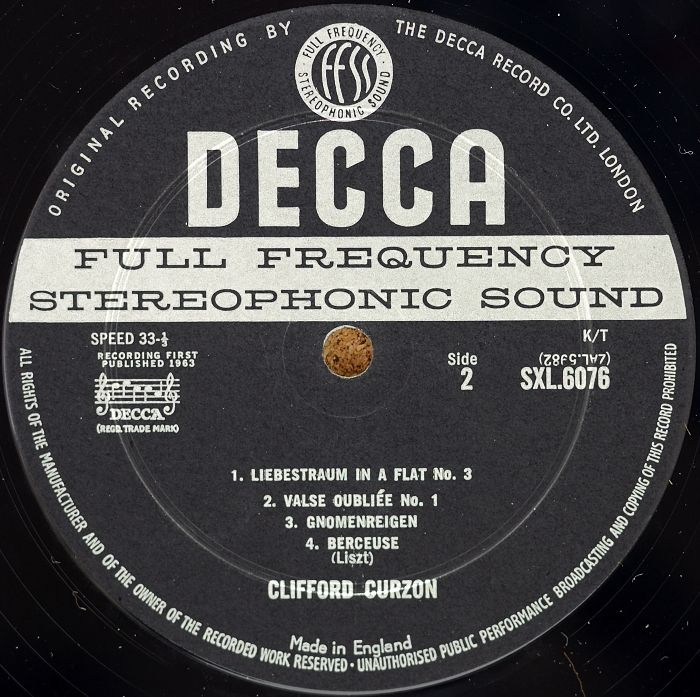 ORIGINAL RECORDING BY
THE DECCA RECORD CO. LTD. LONDON
FULL FREQUENCY
FFSS
STEREOPHONIC SOUND
DECCA
FULL FREQUENCY
STEREOPHONIC SOUND
SPEED 33-⅓
K/T
RECORDING FIRST
PUBLISHED 1963
(ZAL.5982)
Side
2
SXL.6076
DECCA
(REGD. TRADE MARK)
1. LIEBESTRAUM IN A FLAT No. 3
2. VALSE OUBLIÉE No. 1
3. GNOMENREIGEN
4. BERCEUSE
(Liszt)
CLIFFORD CURZON
Made in England
ALL RIGHTS OF THE MANUFACTURER AND OF THE OWNER OF THE RECORDED WORK RESERVED · UNAUTHORISED PUBLIC PERFORMANCE BROADCASTING AND COPYING OF THIS RECORD PROHIBITED